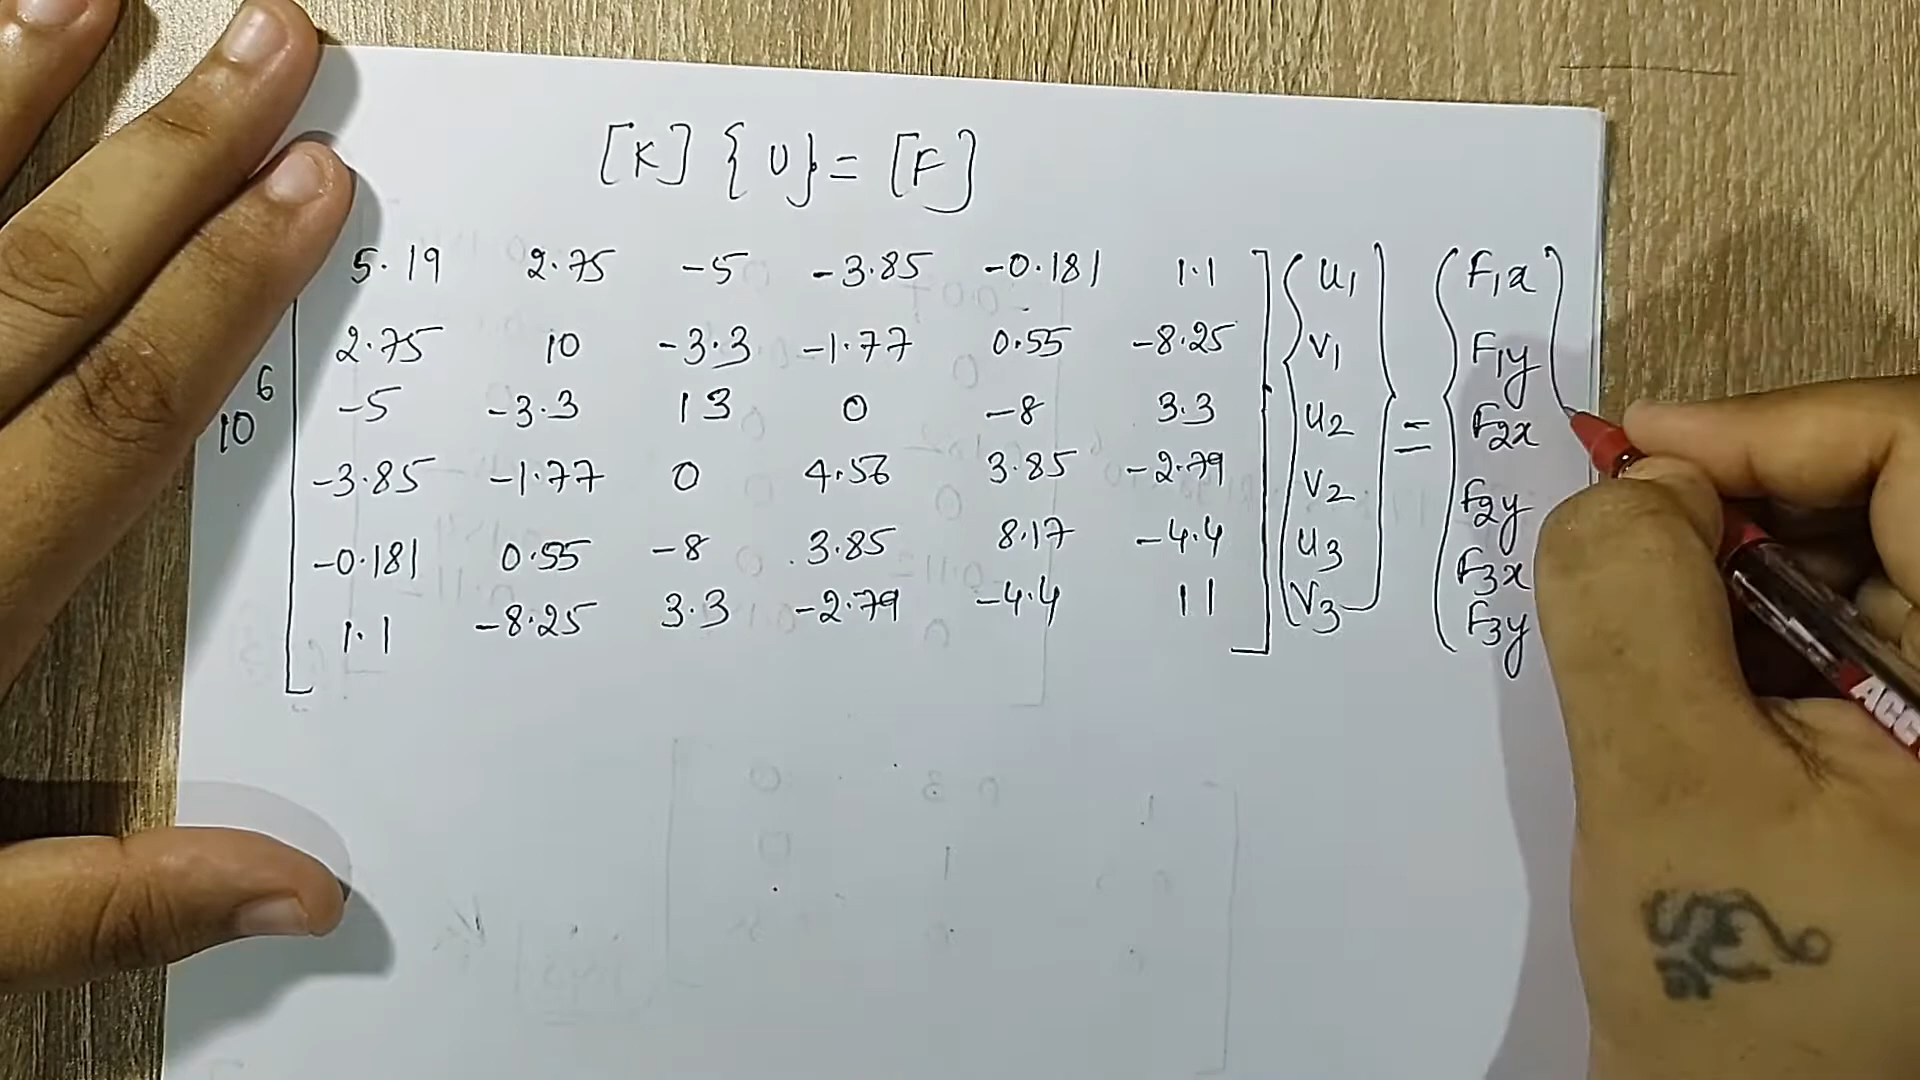 [K] {U} = [F]
10^6 [ 5.19 2.75 -5 -3.85 -0.181 1.1 ] { u1 } = { F1x }
2.75 10 -3.3 -1.77 0.55 -8.25 v1 F1y
-5 -3.3 13 0 -8 3.3 u2 F2x
-3.85 -1.77 0 4.56 3.85 -2.79 v2 F2y
-0.181 0.55 -8 3.85 8.17 -4.4 u3 F3x
1.1 -8.25 3.3 -2.79 -4.4 11 v3 F3y
ACC